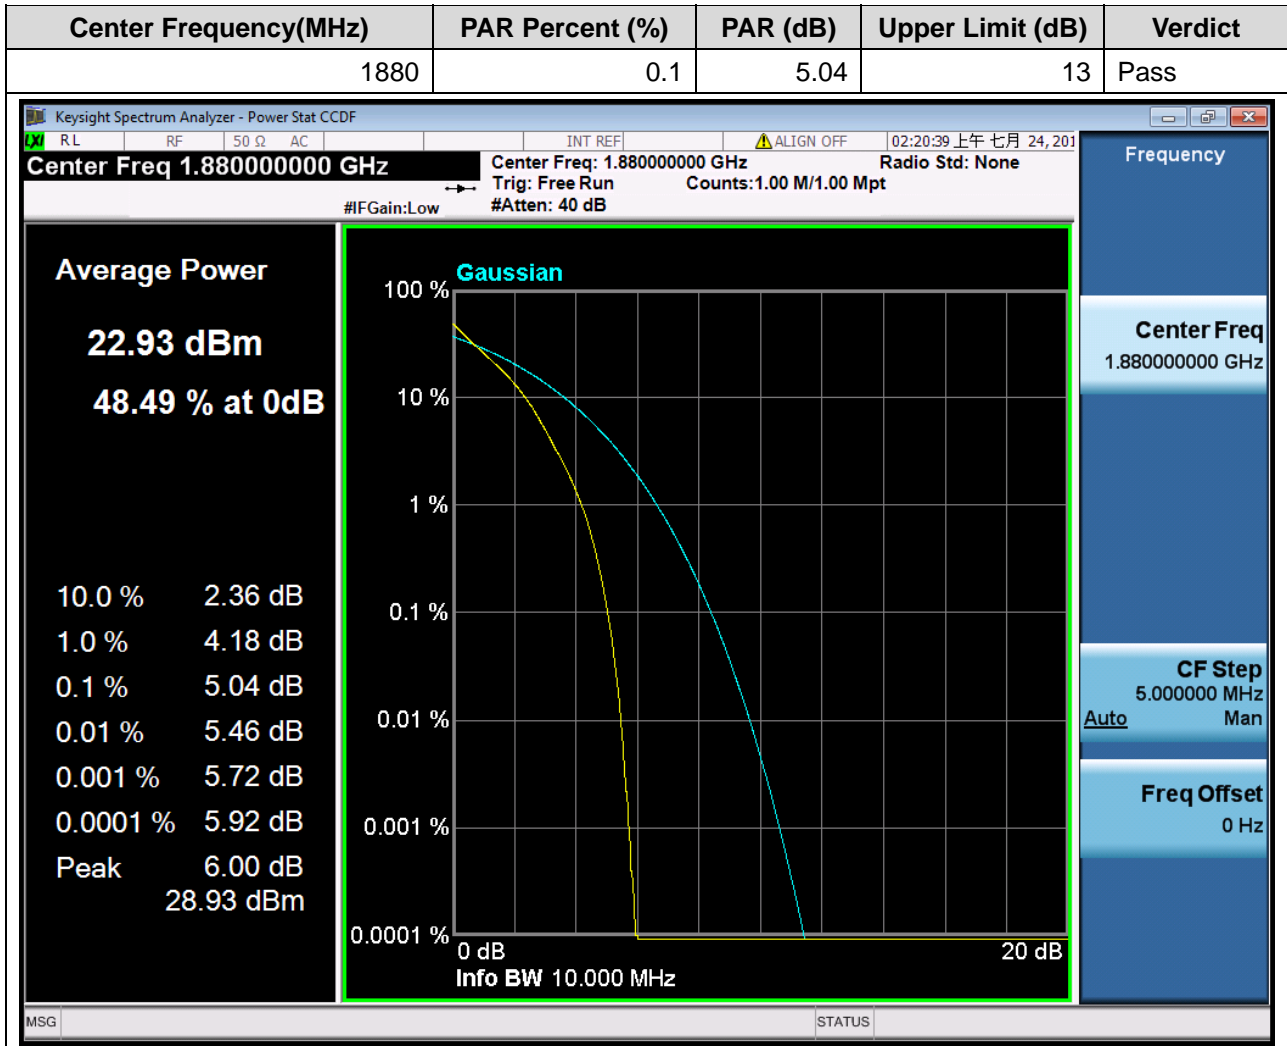 Center Frequency(MHz) PAR Percent (%) PAR (dB) Upper Limit (dB) Verdict
1880 0.1 5.04 13 Pass
Keysight Spectrum Analyzer - Power Stat CCDF
LXI RL RF 50 Ω AC INT REF ALIGN OFF 02:20:39 上午 七月 24, 201
Center Freq 1.880000000 GHz
#IFGain:Low
Center Freq: 1.880000000 GHz Radio Std: None
Trig: Free Run Counts:1.00 M/1.00 Mpt
#Atten: 40 dB
Average Power
22.93 dBm
48.49 % at 0dB
10.0 % 2.36 dB
1.0 % 4.18 dB
0.1 % 5.04 dB
0.01 % 5.46 dB
0.001 % 5.72 dB
0.0001 % 5.92 dB
Peak 6.00 dB
28.93 dBm
Gaussian
100 %
10 %
1 %
0.1 %
0.01 %
0.001 %
0.0001 %
0 dB 20 dB
Info BW 10.000 MHz
Frequency
Center Freq
1.880000000 GHz
CF Step
5.000000 MHz
Auto Man
Freq Offset
0 Hz
MSG STATUS